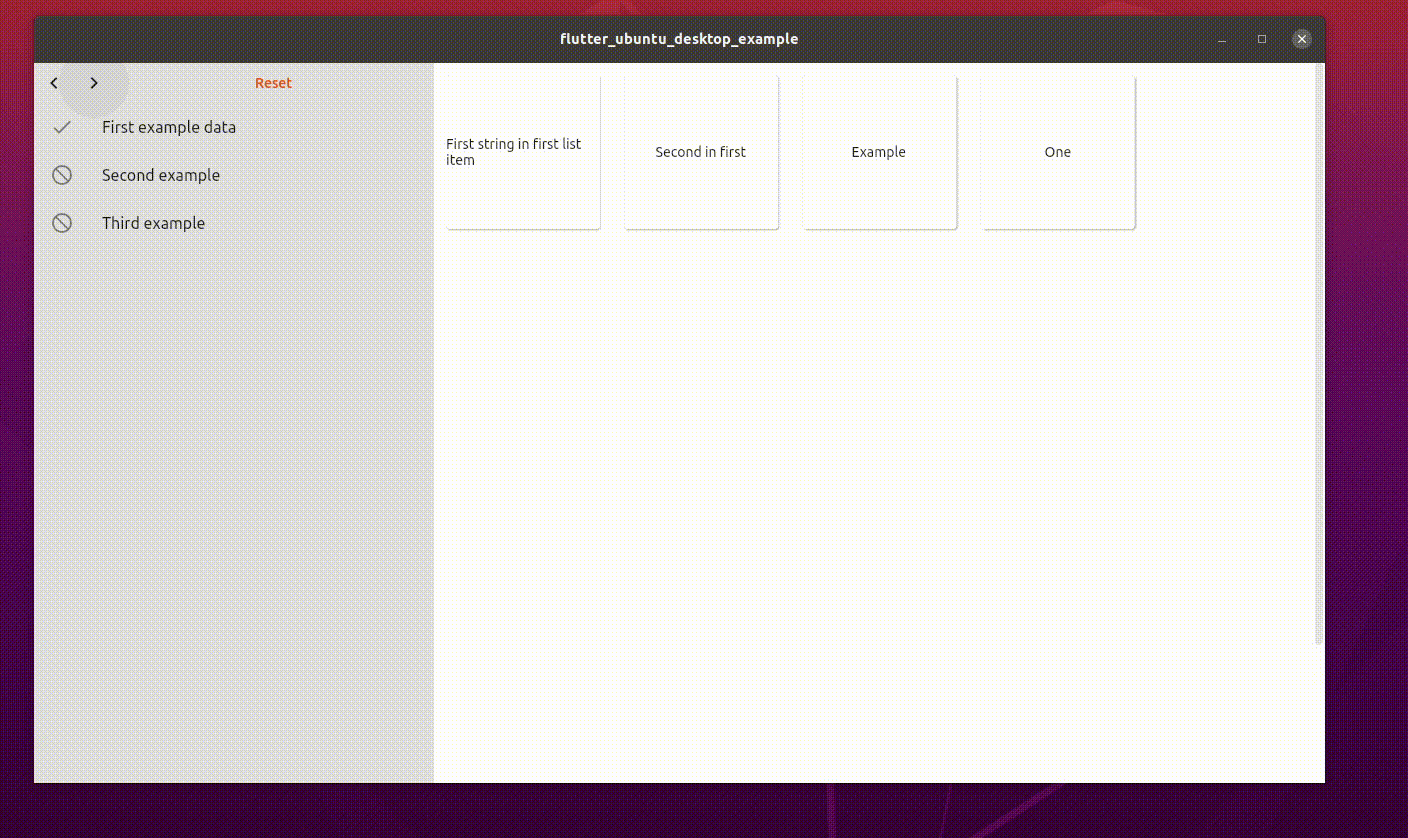 flutter_ubuntu_desktop_example
Reset
First example data
Second example
Third example
First string in first list
item
Second in first
Example
One